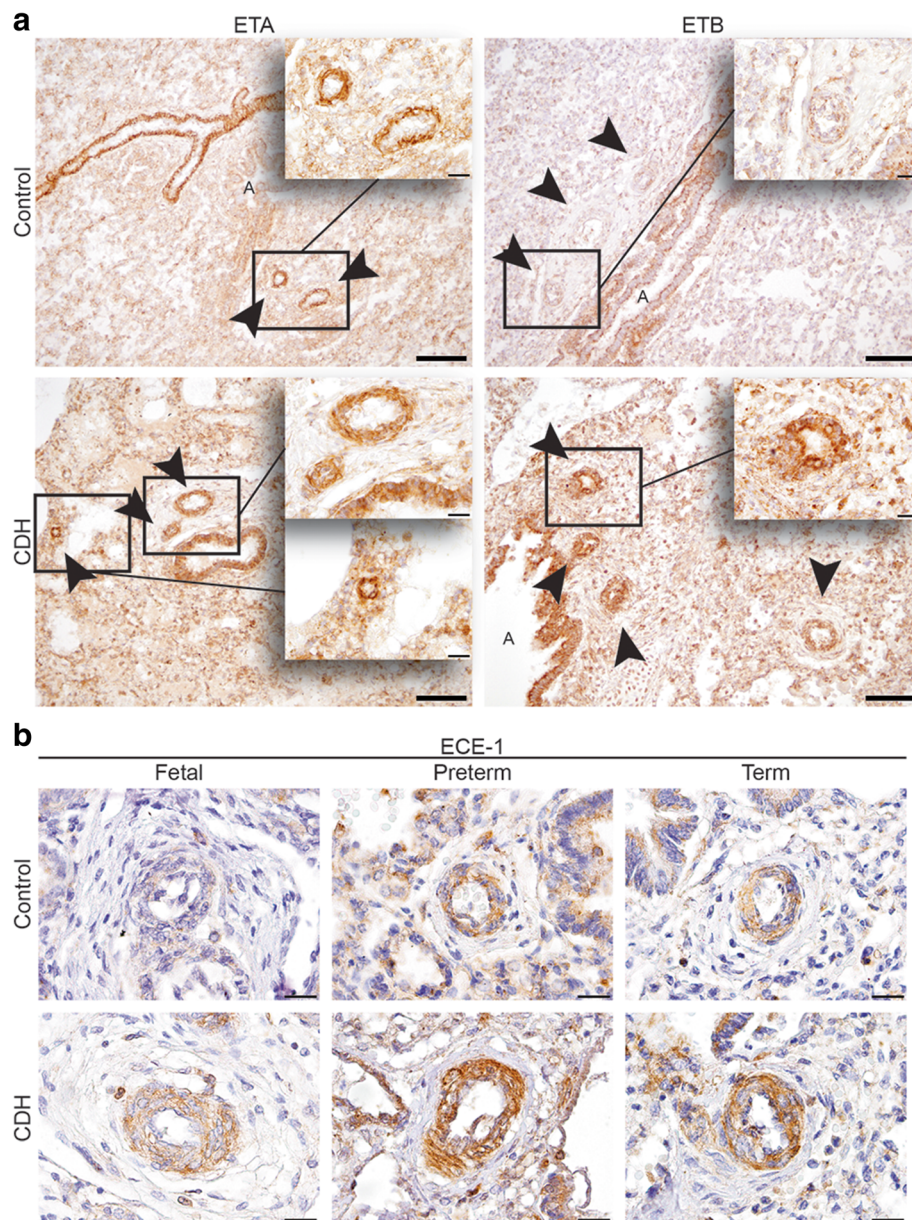 a
ETA ETB
Control
A
A
CDH
A
b
ECE-1
Fetal Preterm Term
Control
CDH